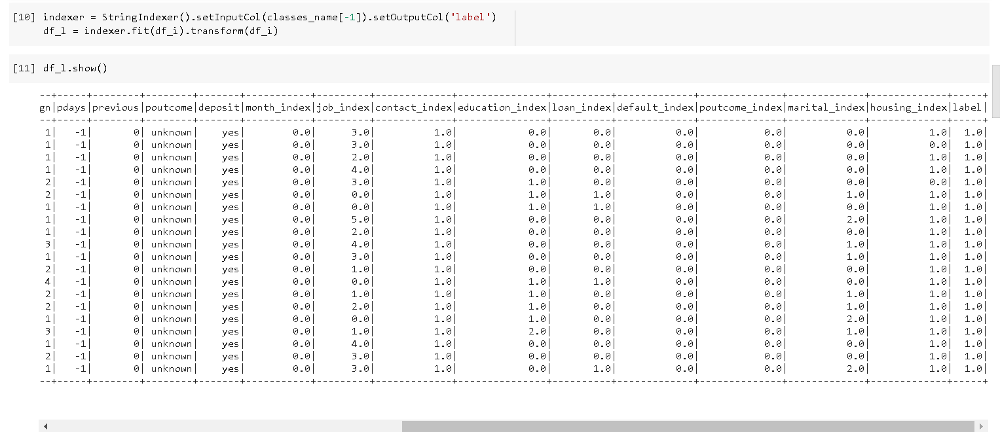 [10] indexer = StringIndexer().setInputCol(classes_name[-1]).setOutputCol('label')
df_l = indexer.fit(df_i).transform(df_i)
[11] df_l.show()
--+-----+--------+--------+-------+-----------+---------+-------------+---------------+----------+-------------+--------------+-------------+-------------+-----+
gn|pdays|previous|poutcome|deposit|month_index|job_index|contact_index|education_index|loan_index|default_index|poutcome_index|marital_index|housing_index|label|
--+-----+--------+--------+-------+-----------+---------+-------------+---------------+----------+-------------+--------------+-------------+-------------+-----+
1|   -1|       0| unknown|    yes|        0.0|      3.0|          1.0|            0.0|       0.0|          0.0|           0.0|          0.0|          1.0|  1.0|
1|   -1|       0| unknown|    yes|        0.0|      3.0|          1.0|            0.0|       0.0|          0.0|           0.0|          0.0|          0.0|  1.0|
1|   -1|       0| unknown|    yes|        0.0|      2.0|          1.0|            0.0|       0.0|          0.0|           0.0|          0.0|          1.0|  1.0|
1|   -1|       0| unknown|    yes|        0.0|      4.0|          1.0|            0.0|       0.0|          0.0|           0.0|          0.0|          1.0|  1.0|
2|   -1|       0| unknown|    yes|        0.0|      3.0|          1.0|            1.0|       0.0|          0.0|           0.0|          0.0|          0.0|  1.0|
2|   -1|       0| unknown|    yes|        0.0|      0.0|          1.0|            1.0|       1.0|          0.0|           0.0|          1.0|          1.0|  1.0|
1|   -1|       0| unknown|    yes|        0.0|      0.0|          1.0|            1.0|       1.0|          0.0|           0.0|          0.0|          1.0|  1.0|
1|   -1|       0| unknown|    yes|        0.0|      5.0|          1.0|            0.0|       0.0|          0.0|           0.0|          2.0|          1.0|  1.0|
1|   -1|       0| unknown|    yes|        0.0|      2.0|          1.0|            0.0|       0.0|          0.0|           0.0|          0.0|          1.0|  1.0|
3|   -1|       0| unknown|    yes|        0.0|      4.0|          1.0|            0.0|       0.0|          0.0|           0.0|          1.0|          1.0|  1.0|
1|   -1|       0| unknown|    yes|        0.0|      3.0|          1.0|            0.0|       0.0|          0.0|           0.0|          1.0|          1.0|  1.0|
2|   -1|       0| unknown|    yes|        0.0|      1.0|          1.0|            0.0|       0.0|          0.0|           0.0|          0.0|          1.0|  1.0|
4|   -1|       0| unknown|    yes|        0.0|      0.0|          1.0|            1.0|       1.0|          0.0|           0.0|          0.0|          1.0|  1.0|
2|   -1|       0| unknown|    yes|        0.0|      1.0|          1.0|            1.0|       0.0|          0.0|           0.0|          1.0|          1.0|  1.0|
2|   -1|       0| unknown|    yes|        0.0|      2.0|          1.0|            1.0|       0.0|          0.0|           0.0|          1.0|          1.0|  1.0|
1|   -1|       0| unknown|    yes|        0.0|      0.0|          1.0|            1.0|       0.0|          0.0|           0.0|          2.0|          1.0|  1.0|
3|   -1|       0| unknown|    yes|        0.0|      1.0|          1.0|            2.0|       0.0|          0.0|           0.0|          1.0|          1.0|  1.0|
1|   -1|       0| unknown|    yes|        0.0|      4.0|          1.0|            0.0|       0.0|          0.0|           0.0|          0.0|          1.0|  1.0|
2|   -1|       0| unknown|    yes|        0.0|      3.0|          1.0|            0.0|       0.0|          0.0|           0.0|          0.0|          1.0|  1.0|
1|   -1|       0| unknown|    yes|        0.0|      3.0|          1.0|            0.0|       1.0|          0.0|           0.0|          2.0|          1.0|  1.0|
--+-----+--------+--------+-------+-----------+---------+-------------+---------------+----------+-------------+--------------+-------------+-------------+-----+